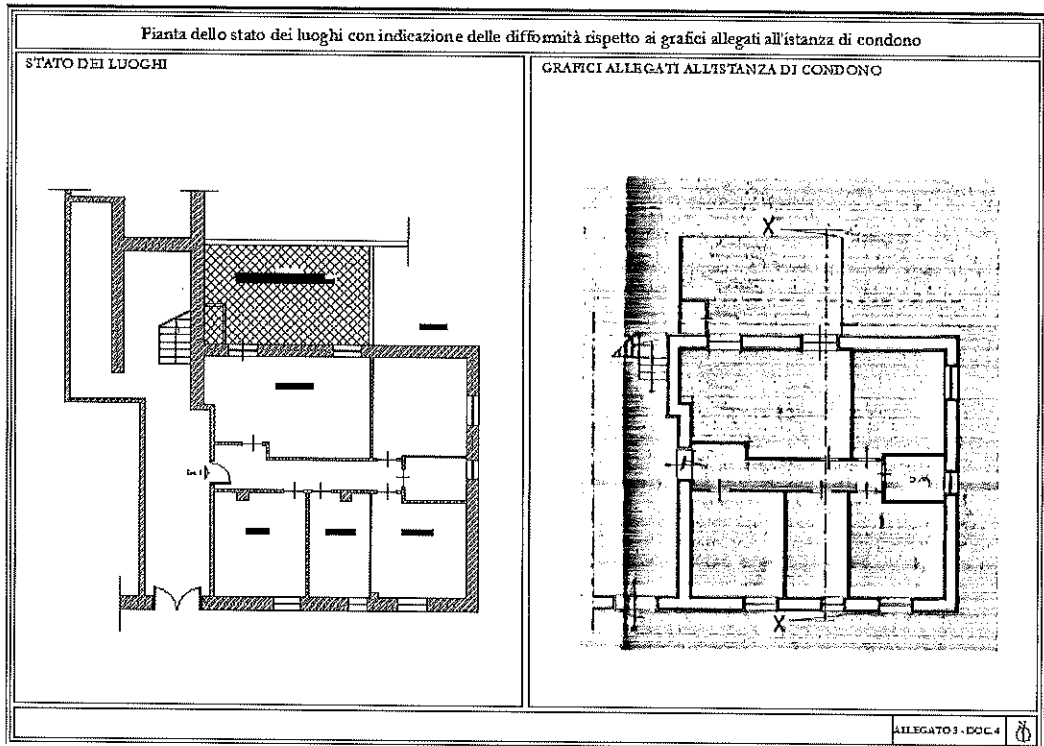 Pianta dello stato dei luoghi con indicazione delle difformità rispetto ai grafici allegati all'istanza di condono
STATO DEI LUOGHI
GRAFICI ALLEGATI ALL'ISTANZA DI CONDONO
X
X
ALLEGATO 3 - DOC. 4